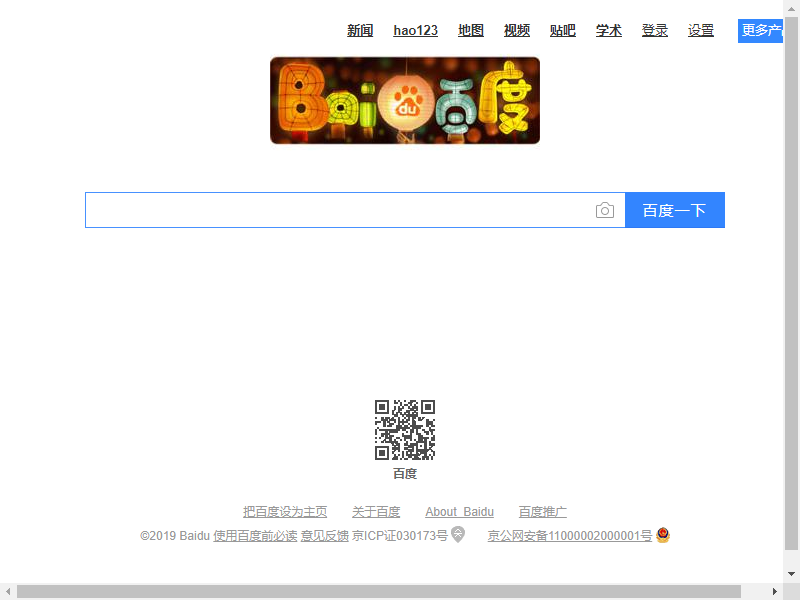 新闻 hao123 地图 视频 贴吧 学术 登录 设置 更多产
Bai du 百度
百度一下
百度
把百度设为主页 关于百度 About Baidu 百度推广
©2019 Baidu 使用百度前必读 意见反馈 京ICP证030173号 京公网安备11000002000001号